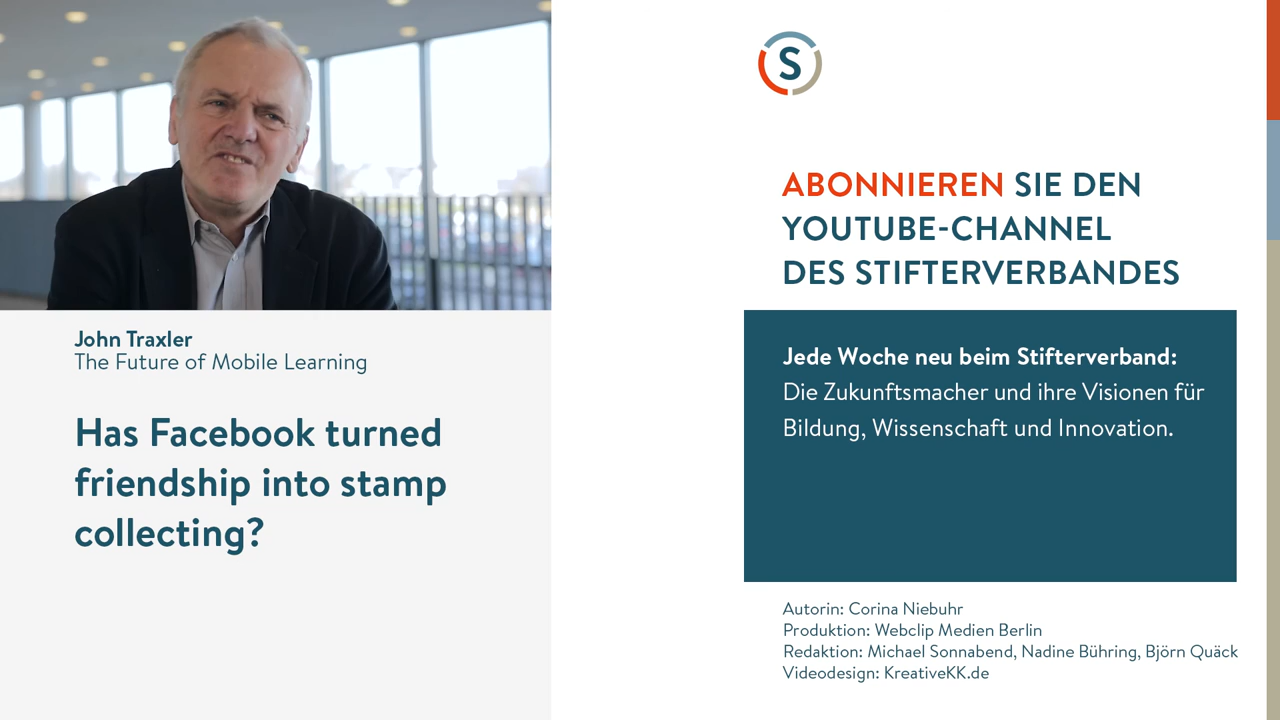 John Traxler
The Future of Mobile Learning
Has Facebook turned
friendship into stamp
collecting?
S
ABONNIEREN SIE DEN
YOUTUBE-CHANNEL
DES STIFTERVERBANDES
Jede Woche neu beim Stifterverband:
Die Zukunftsmacher und ihre Visionen für
Bildung, Wissenschaft und Innovation.
Autorin: Corina Niebuhr
Produktion: Webclip Medien Berlin
Redaktion: Michael Sonnabend, Nadine Bühring, Björn Quäck
Videodesign: KreativeKK.de